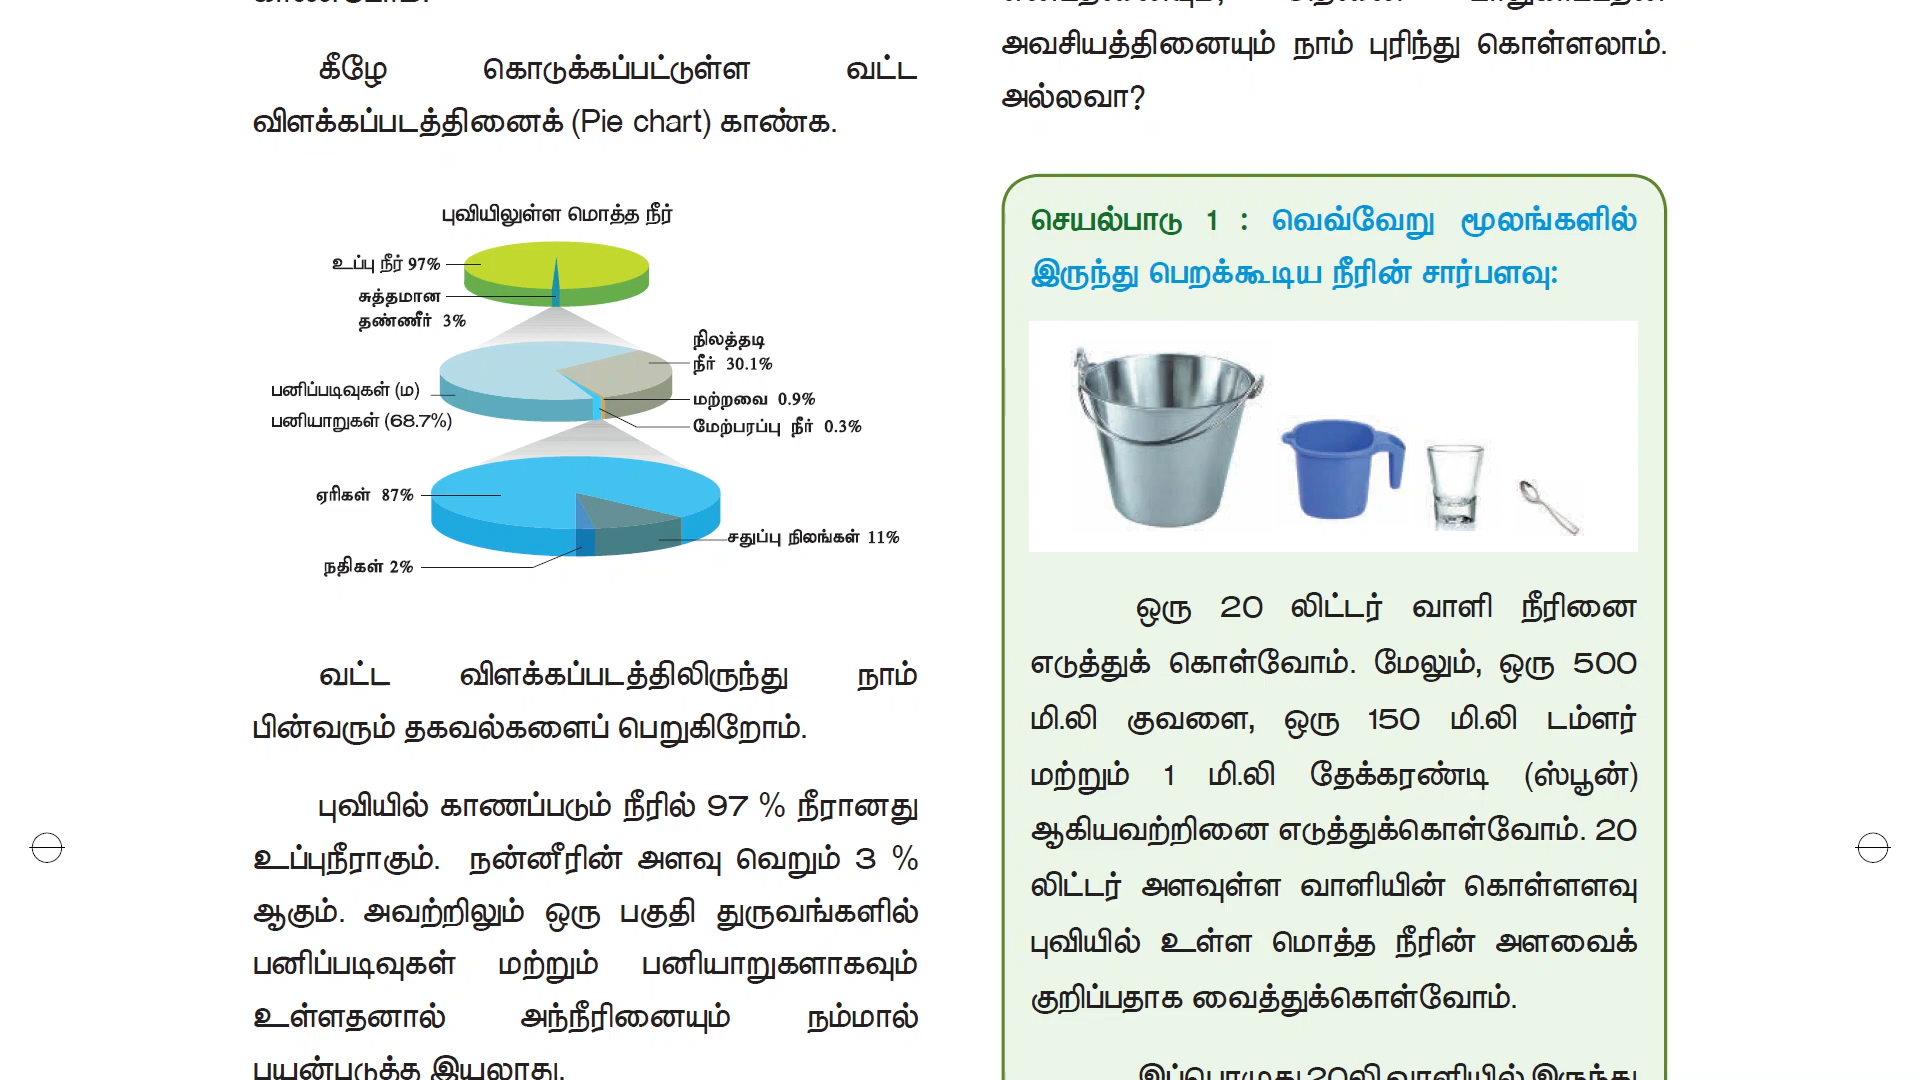 கீழே கொடுக்கப்பட்டுள்ள வட்ட
விளக்கப்படத்தினைக் (Pie chart) காண்க.
புவியிலுள்ள மொத்த நீர்
உப்பு நீர் 97%
சுத்தமான
தண்ணீர் 3%
நிலத்தடி
நீர் 30.1%
பனிப்படிவுகள் (ம)
பனியாறுகள் (68.7%)
மற்றவை 0.9%
மேற்பரப்பு நீர் 0.3%
ஏரிகள் 87%
சதுப்பு நிலங்கள் 11%
நதிகள் 2%
வட்ட விளக்கப்படத்திலிருந்து நாம்
பின்வரும் தகவல்களைப் பெறுகிறோம்.
புவியில் காணப்படும் நீரில் 97 % நீரானது
உப்புநீராகும். நன்னீரின் அளவு வெறும் 3 %
ஆகும். அவற்றிலும் ஒரு பகுதி துருவங்களில்
பனிப்படிவுகள் மற்றும் பனியாறுகளாகவும்
உள்ளதனால் அந்நீரினையும் நம்மால்
பயன்படுத்த இயலாது.
அவசியத்தினையும் நாம் புரிந்து கொள்ளலாம்.
அல்லவா?
செயல்பாடு 1 : வெவ்வேறு மூலங்களில்
இருந்து பெறக்கூடிய நீரின் சார்பளவு:
ஒரு 20 லிட்டர் வாளி நீரினை
எடுத்துக் கொள்வோம். மேலும், ஒரு 500
மி.லி குவளை, ஒரு 150 மி.லி டம்ளர்
மற்றும் 1 மி.லி தேக்கரண்டி (ஸ்பூன்)
ஆகியவற்றினை எடுத்துக்கொள்வோம். 20
லிட்டர் அளவுள்ள வாளியின் கொள்ளளவு
புவியில் உள்ள மொத்த நீரின் அளவைக்
குறிப்பதாக வைத்துக்கொள்வோம்.
இப்பொழுது 20லி வாளியில் இருந்து